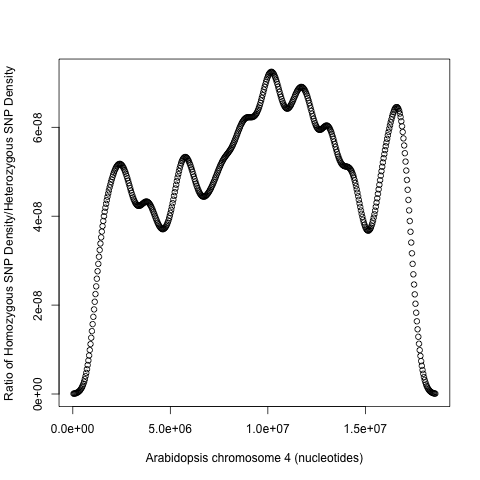 Ratio of Homozygous SNP Density/Heterozygous SNP Density
6e-08
4e-08
2e-08
0e+00
0.0e+00 5.0e+06 1.0e+07 1.5e+07
Arabidopsis chromosome 4 (nucleotides)